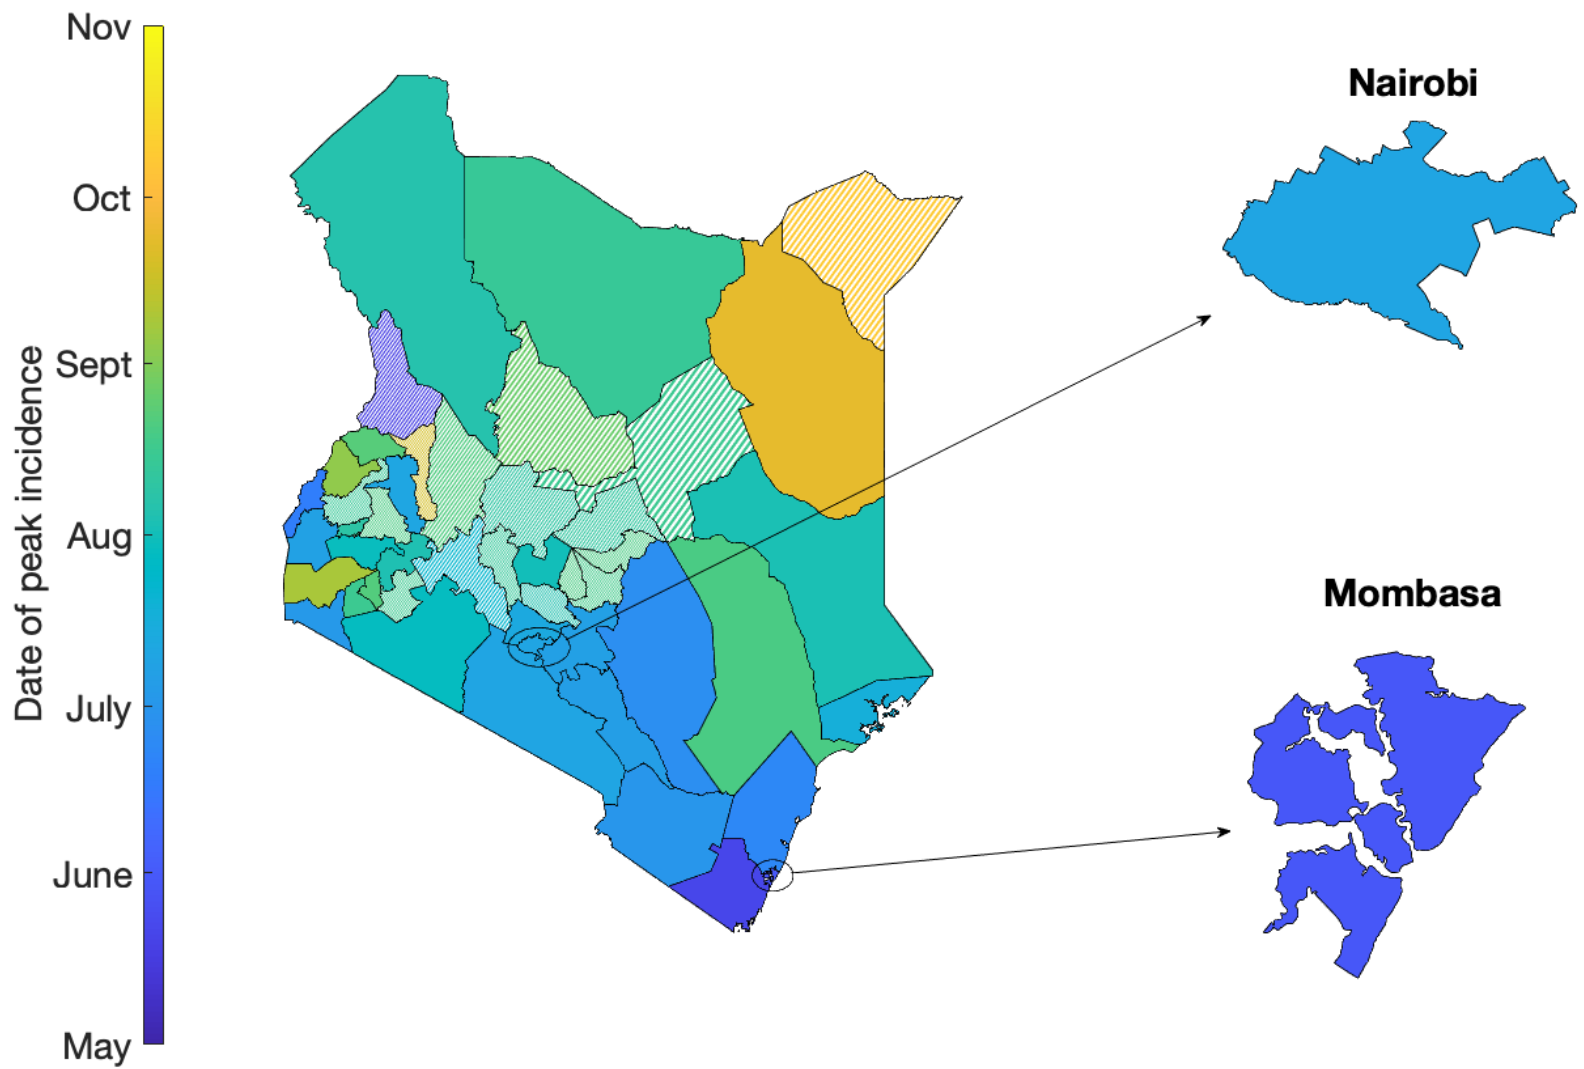 Nov
Oct
Sept
Aug
July
June
May
Date of peak incidence
Nairobi
Mombasa